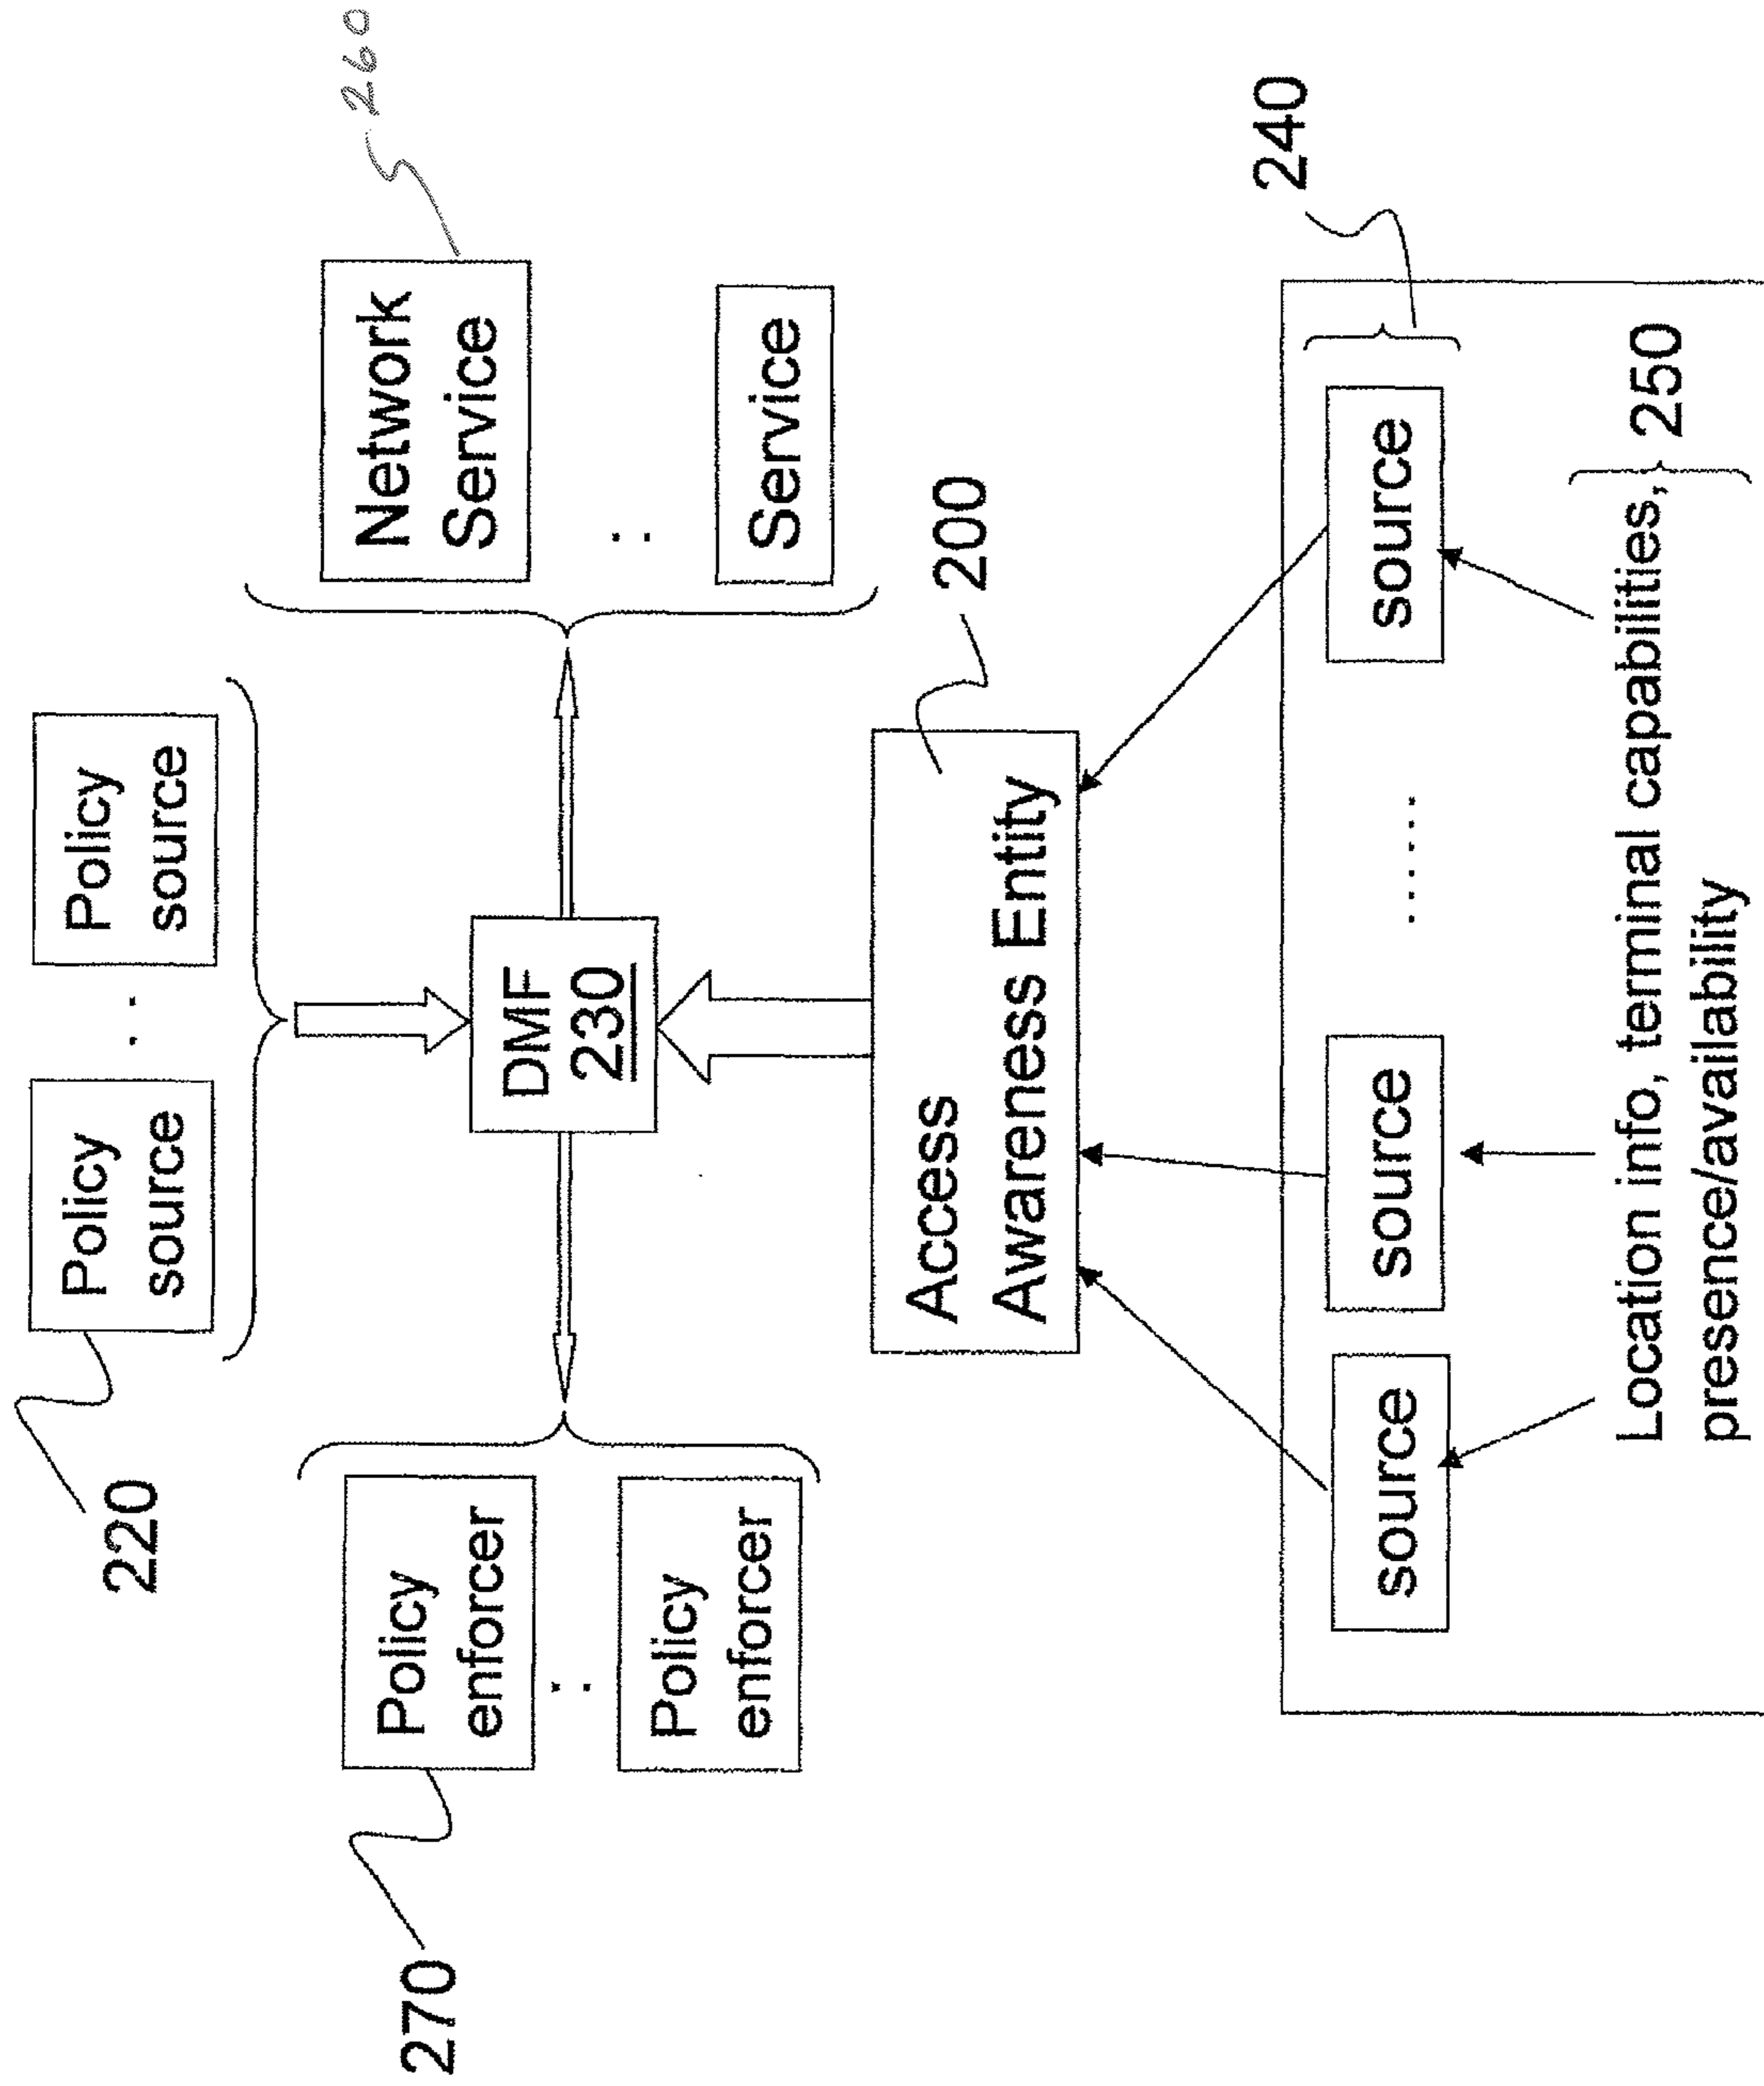 220
Policy
source
. .
Policy
source
270
Policy
enforcer
. .
Policy
enforcer
DMF
230
260
Network
Service
. .
Service
Access
Awareness Entity
200
240
source
source
......
source
Location info, terminal capabilities,
presence/availability
250